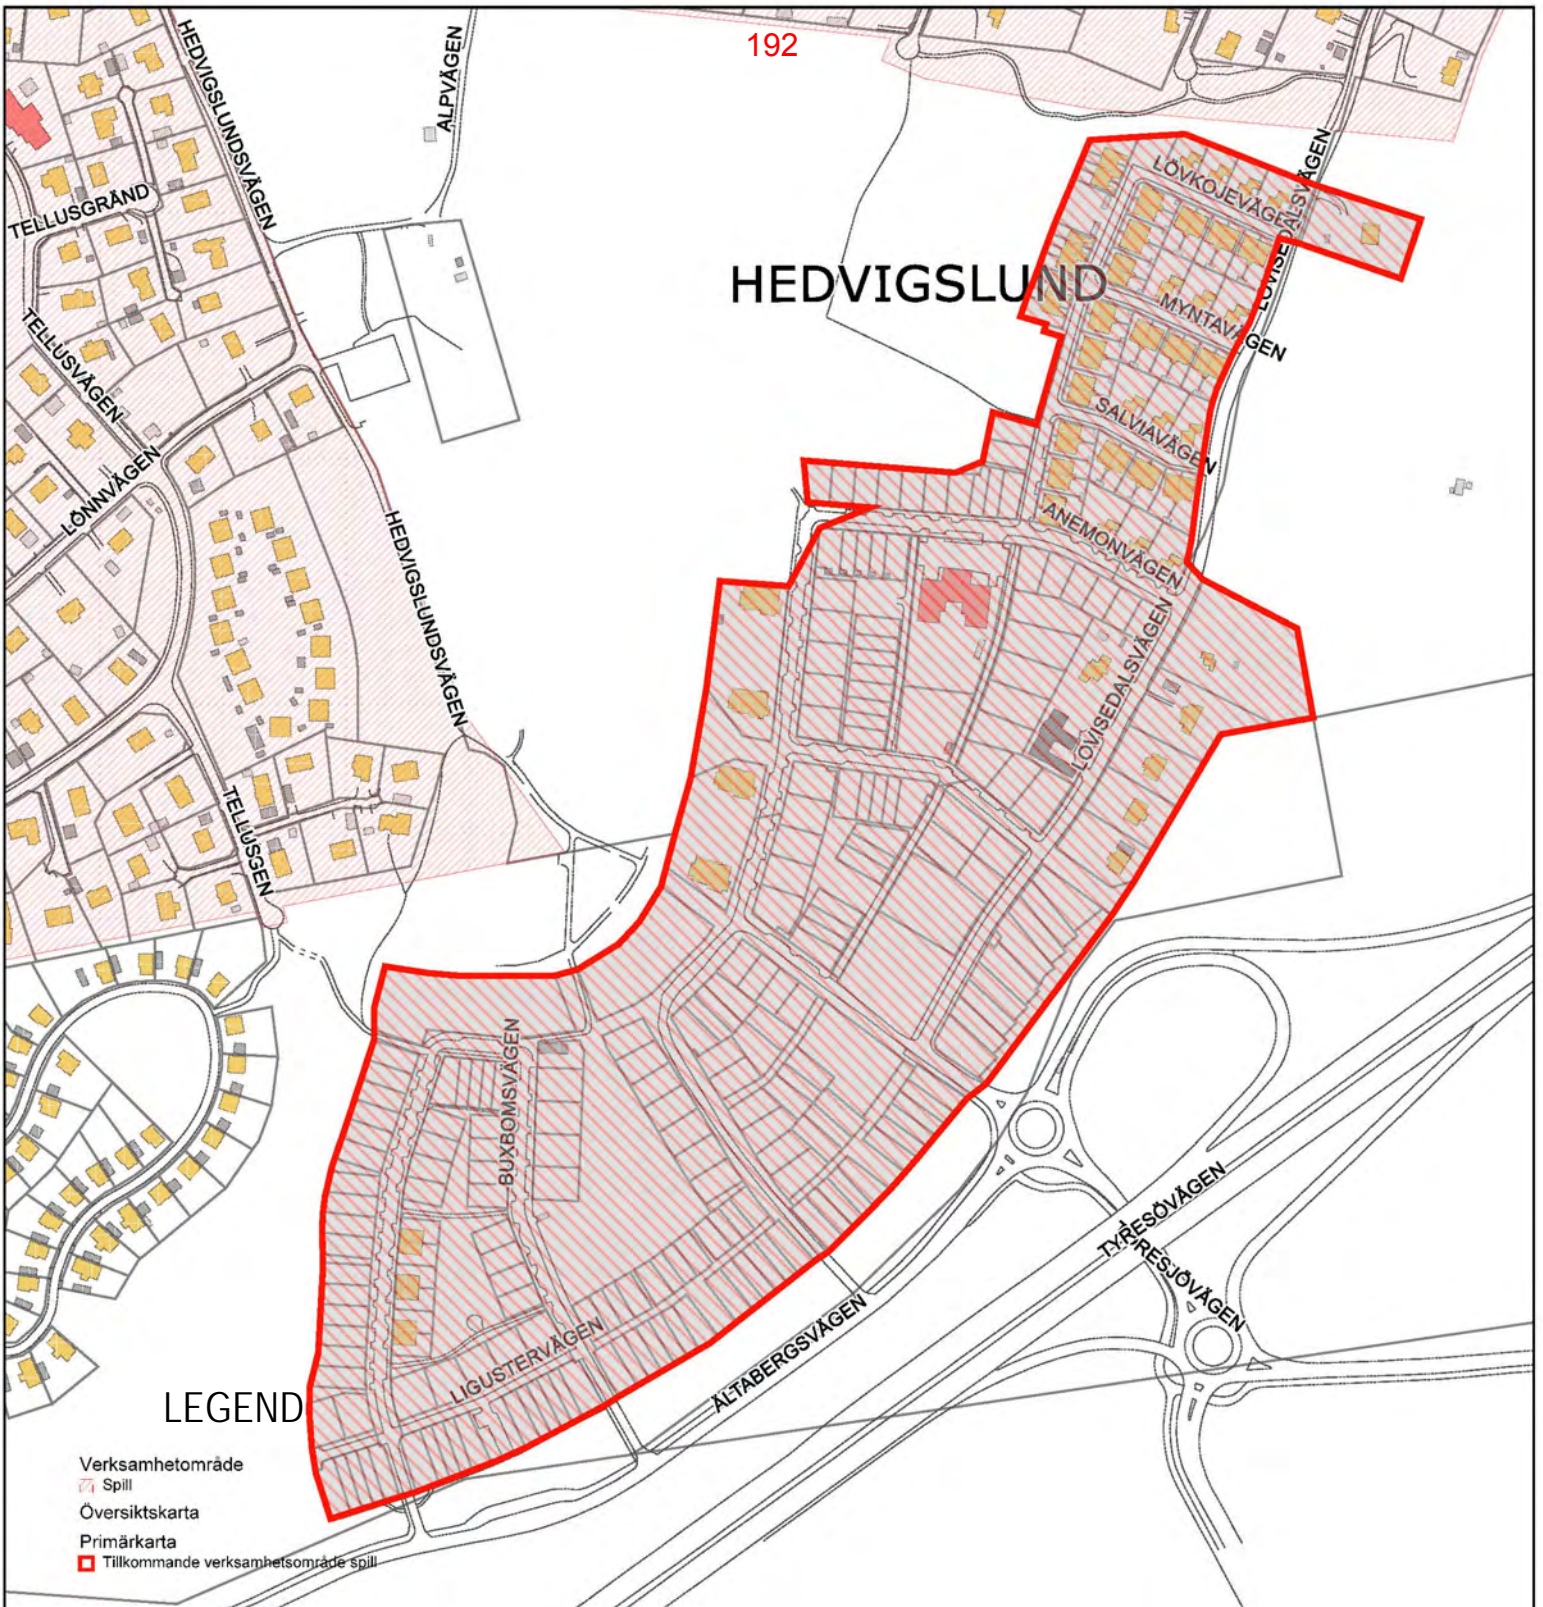 192
HEDVIGSLUNDSVÄGEN
ALPVÄGEN
TELLUSGRÄND
LÖVKOJEVÄGEN
LOVISEDALSVÄGEN
HEDVIGSLUND
MYNTAVÄGEN
TELLUSVÄGEN
SALVIAVÄGEN
LÖNNVÄGEN
HEDVIGSLUNDSVÄGEN
ANEMONVÄGEN
LOVISEDALSVÄGEN
TELLUSGEN
BUXBOMSVÄGEN
TYRESÖVÄGEN
RESJÖVÄGEN
LIGUSTERVÄGEN
ÄLTABERGSVÄGEN
LEGEND
Verksamhetområde
Spill
Översiktskarta
Primärkarta
Tillkommande verksamhetsområde spill